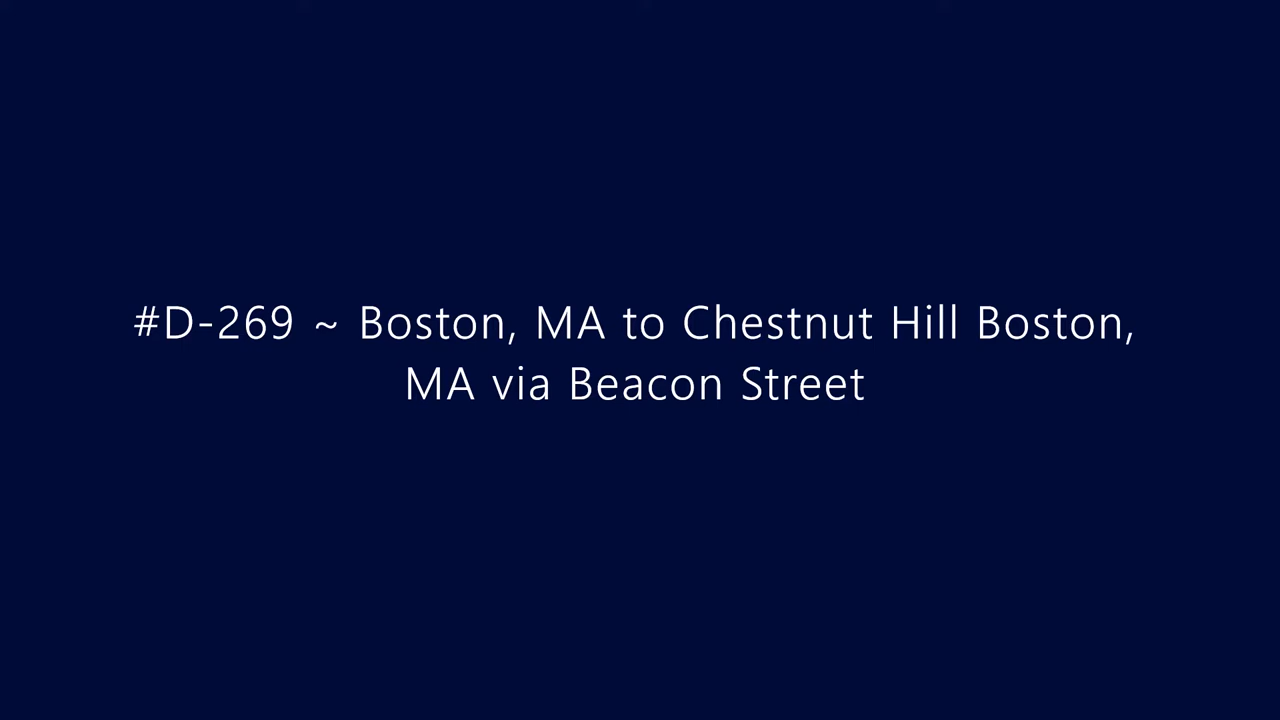 #D-269 ~ Boston, MA to Chestnut Hill Boston,
MA via Beacon Street